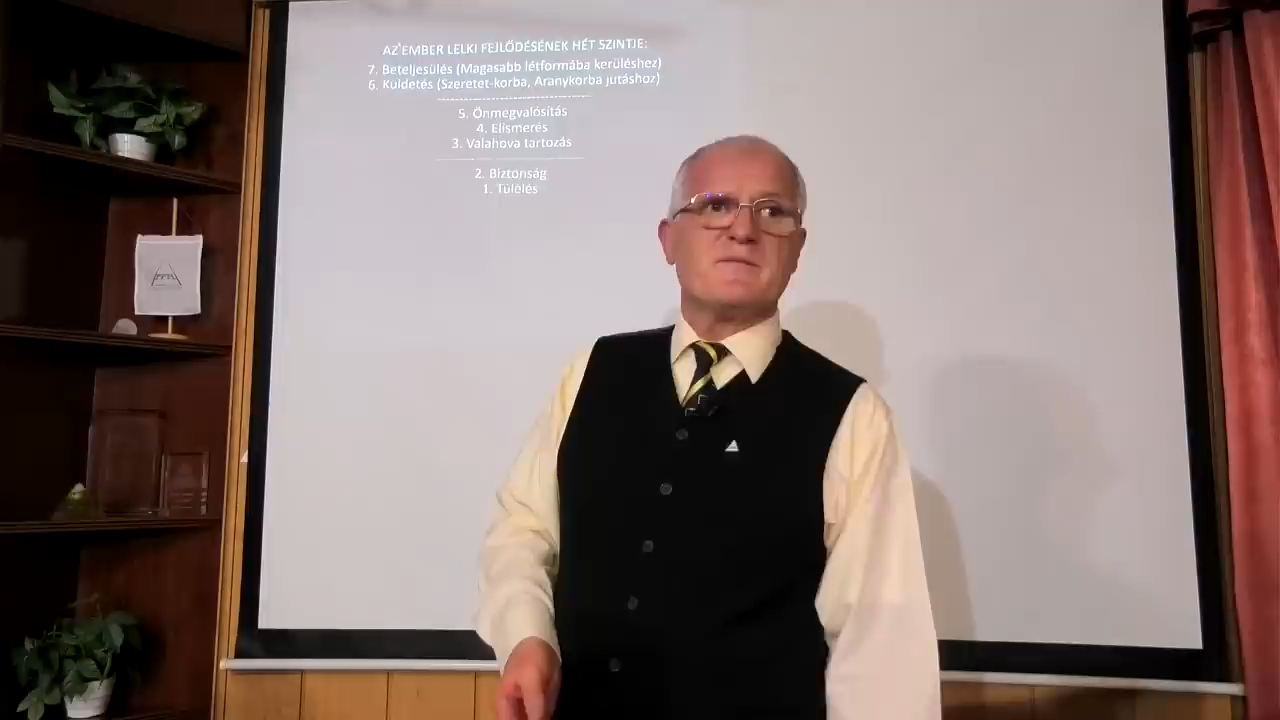 AZ EMBER LELKI FEJLŐDÉSÉNEK HÉT SZINTJE:
7. Beteljesülés (Magasabb létformába kerüléshez)
6. Küldetés (Szeretet-korba, Aranykorba jutáshoz)
5. Önmegvalósítás
4. Elismerés
3. Valahova tartozás
2. Biztonság
1. Túlélés